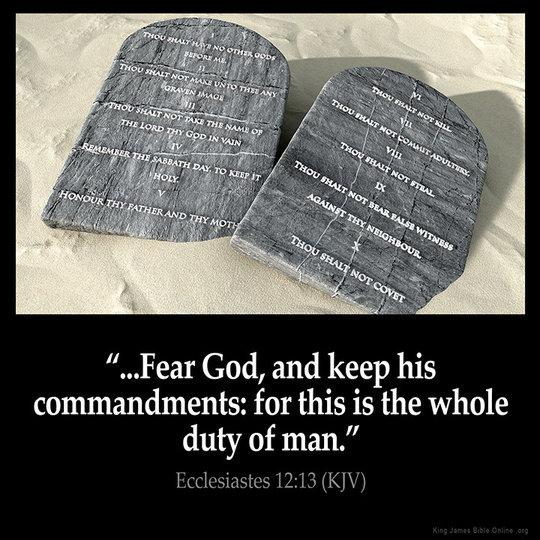 I
THOU SHALT HAVE NO OTHER GODS
BEFORE ME.
II
THOU SHALT NOT MAKE UNTO THEE ANY
GRAVEN IMAGE
III
THOU SHALT NOT TAKE THE NAME OF
THE LORD THY GOD IN VAIN
IV
REMEMBER THE SABBATH DAY, TO KEEP IT
HOLY.
V
HONOUR THY FATHER AND THY MOTH
VI
THOU SHALT NOT KILL.
VII
THOU SHALT NOT COMMIT ADULTERY.
VIII
THOU SHALT NOT STEAL
IX
THOU SHALT NOT BEAR FALSE WITNESS
AGAINST THY NEIGHBOUR.
X
THOU SHALT NOT COVET
“...Fear God, and keep his
commandments: for this is the whole
duty of man.”
Ecclesiastes 12:13 (KJV)
King James Bible Online .org